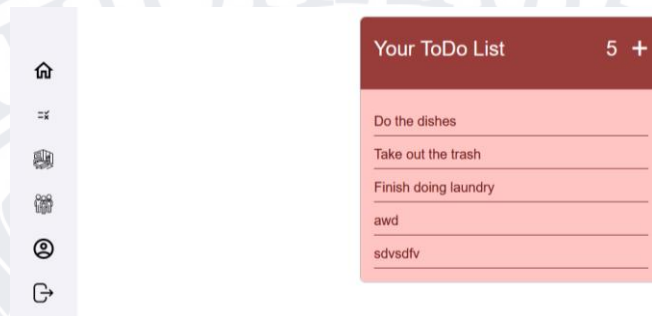 Your ToDo List 5 +
Do the dishes
Take out the trash
Finish doing laundry
awd
sdvsdfv